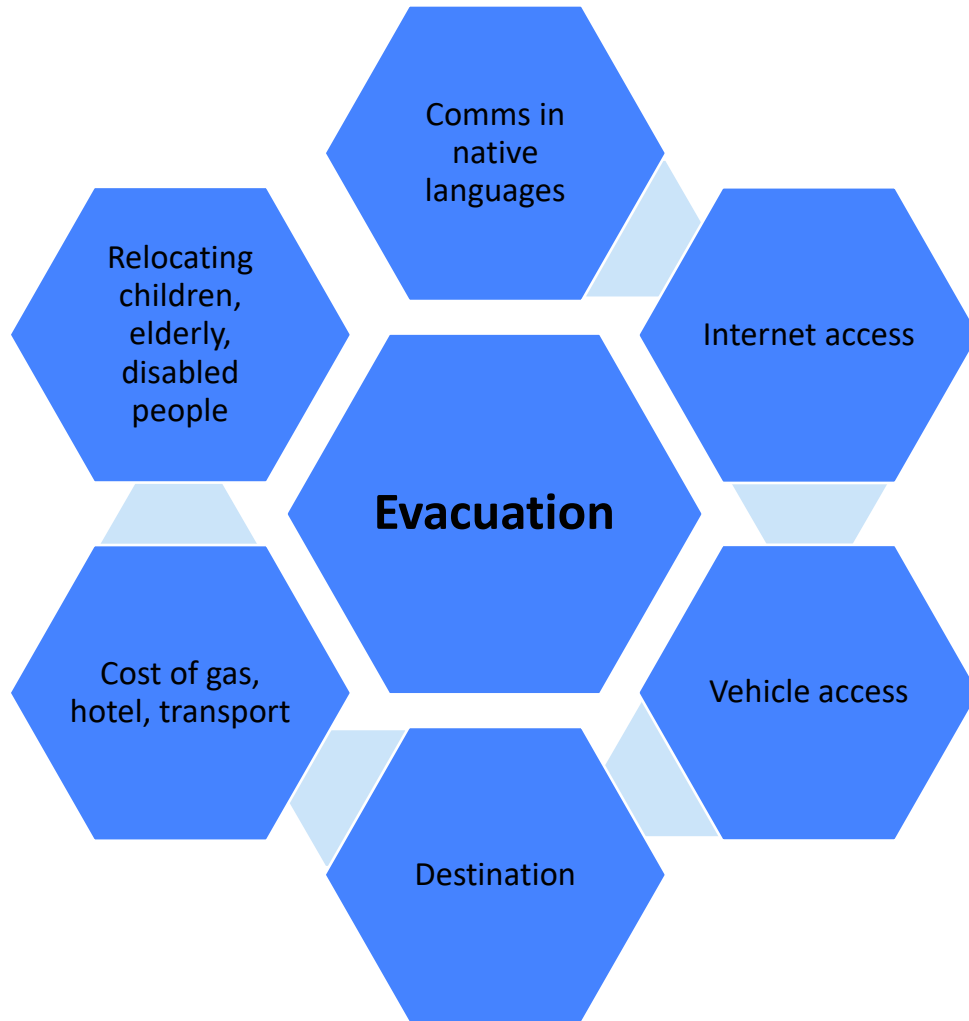 Comms in
native
languages
Internet access
Vehicle access
Destination
Cost of gas,
hotel, transport
Relocating
children,
elderly,
disabled
people
Evacuation